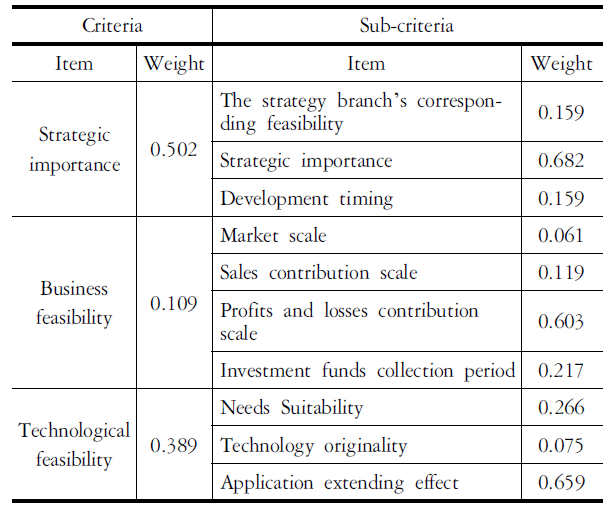 Criteria Sub-criteria
Item Weight Item Weight
Strategic
importance
0.502
The strategy branch's correspon-
ding feasibility
0.159
Strategic importance 0.682
Development timing 0.159
Business
feasibility
0.109
Market scale 0.061
Sales contribution scale 0.119
Profits and losses contribution
scale
0.603
Investment funds collection period 0.217
Technological
feasibility
0.389
Needs Suitability 0.266
Technology originality 0.075
Application extending effect 0.659